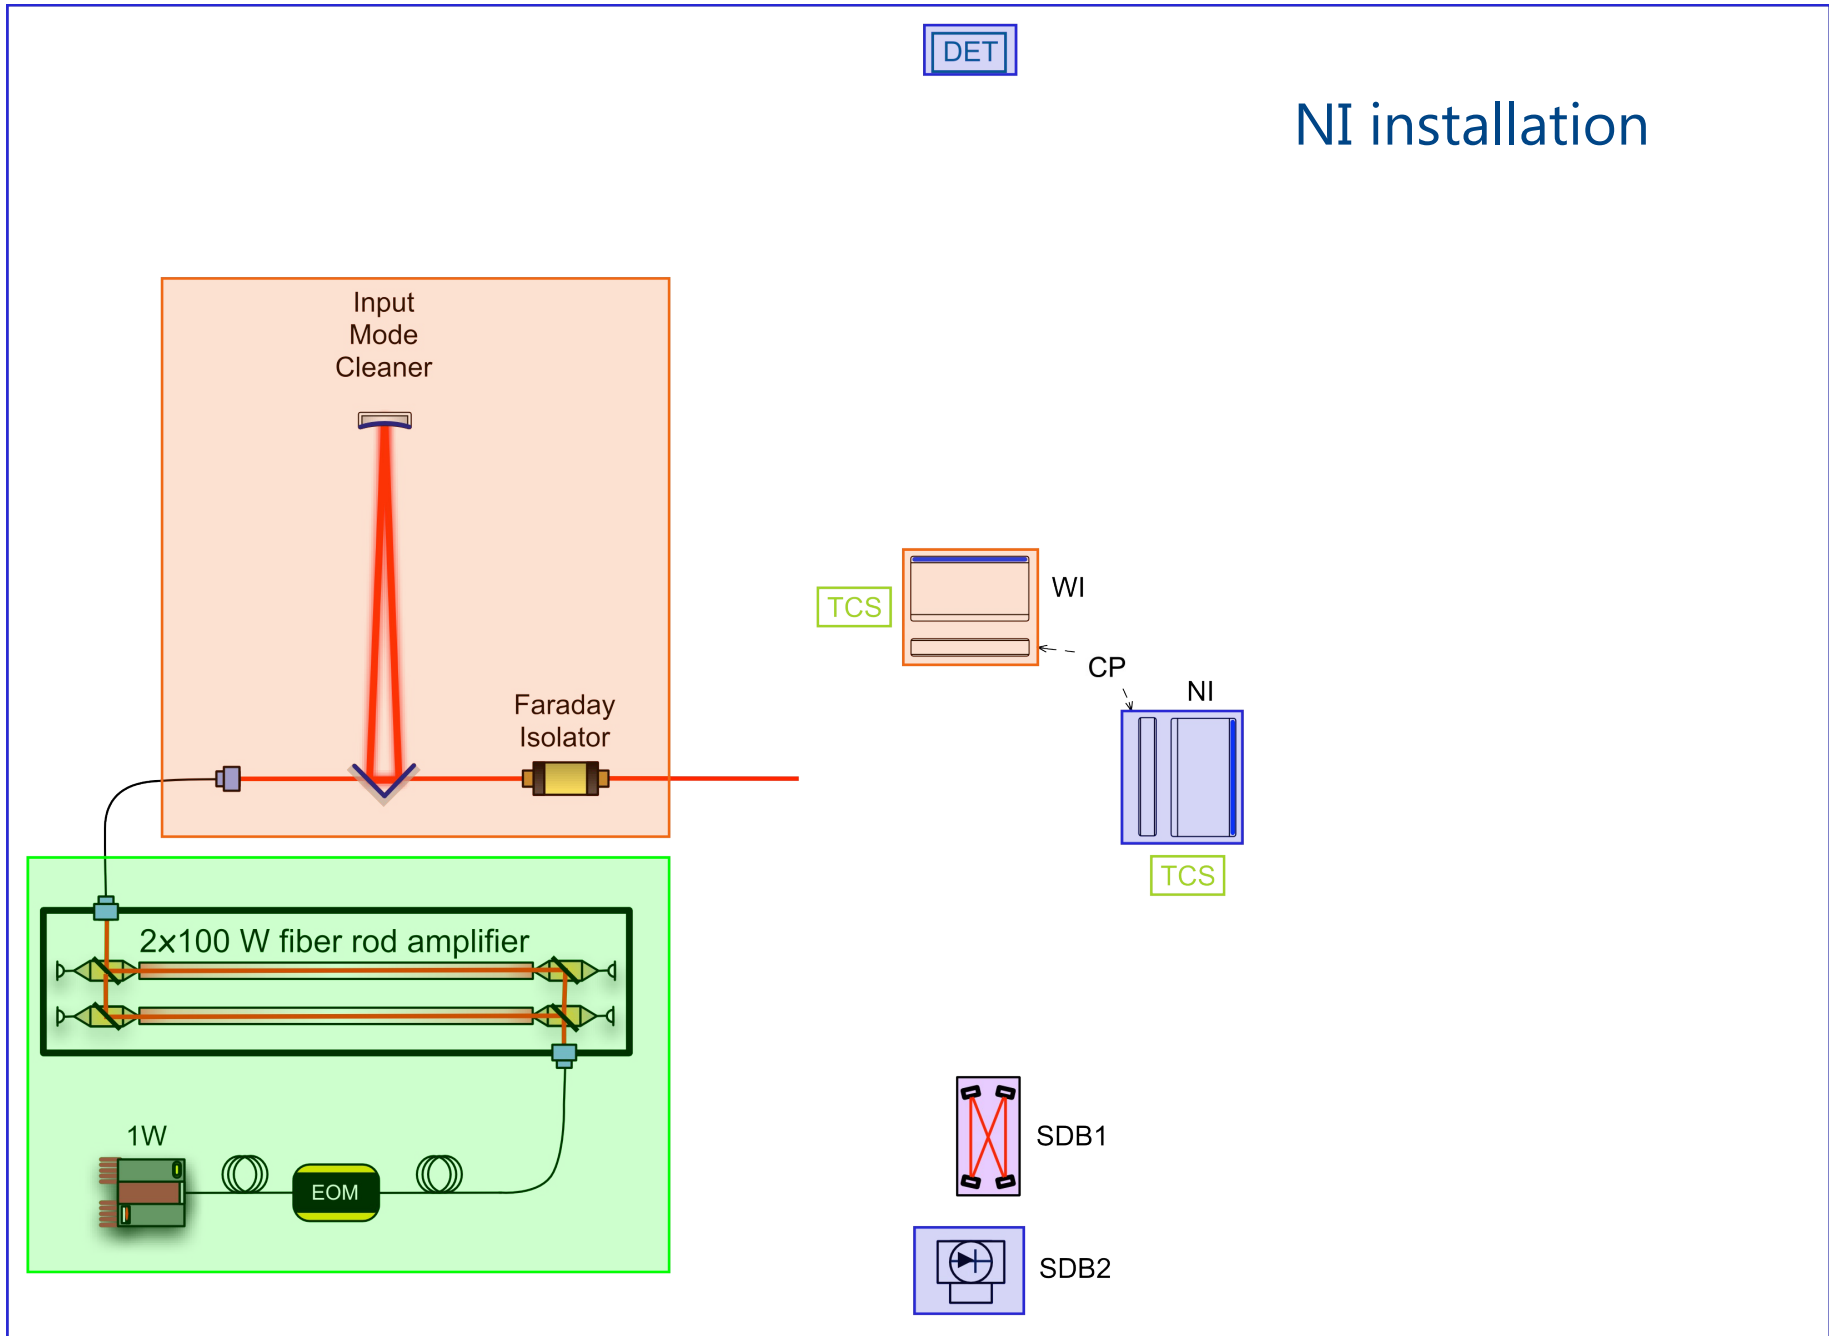 DET
NI installation
Input
Mode
Cleaner
WI
TCS
CP
NI
Faraday
Isolator
TCS
2x100 W fiber rod amplifier
1W
EOM
SDB1
SDB2